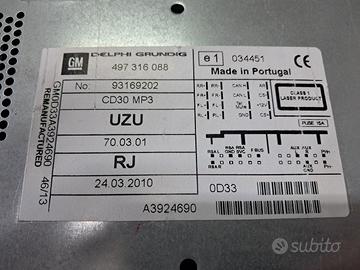 GM DELPHI GRUNDIG
497 316 088
No: 93169202
CD30 MP3
UZU
70.03.01
RJ
24.03.2010
A3924690
GM0D33A3924690
REMANUFACTURED 46/13
e1 034451
Made in Portugal
CLASS 1
LASER PRODUCT
FUSE 15A
0D33
subito